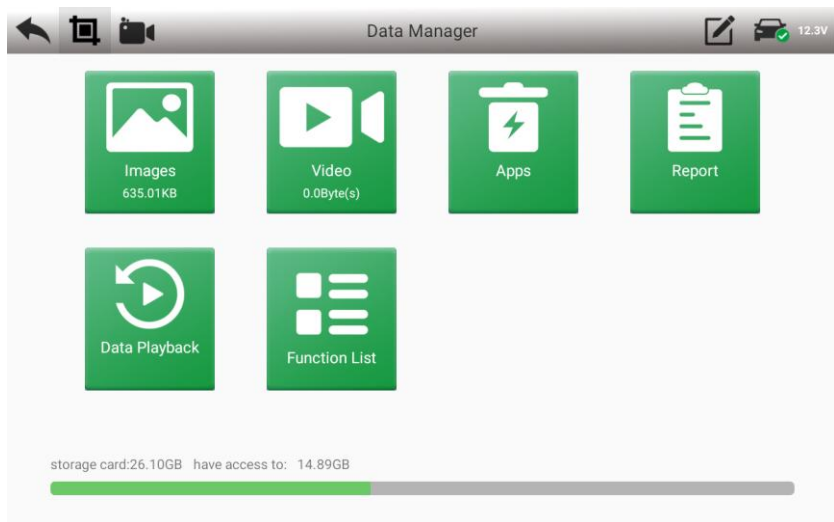 Data Manager
12.3V
Images
635.01KB
Video
0.0Byte(s)
Apps
Report
Data Playback
Function List
storage card:26.10GB have access to: 14.89GB